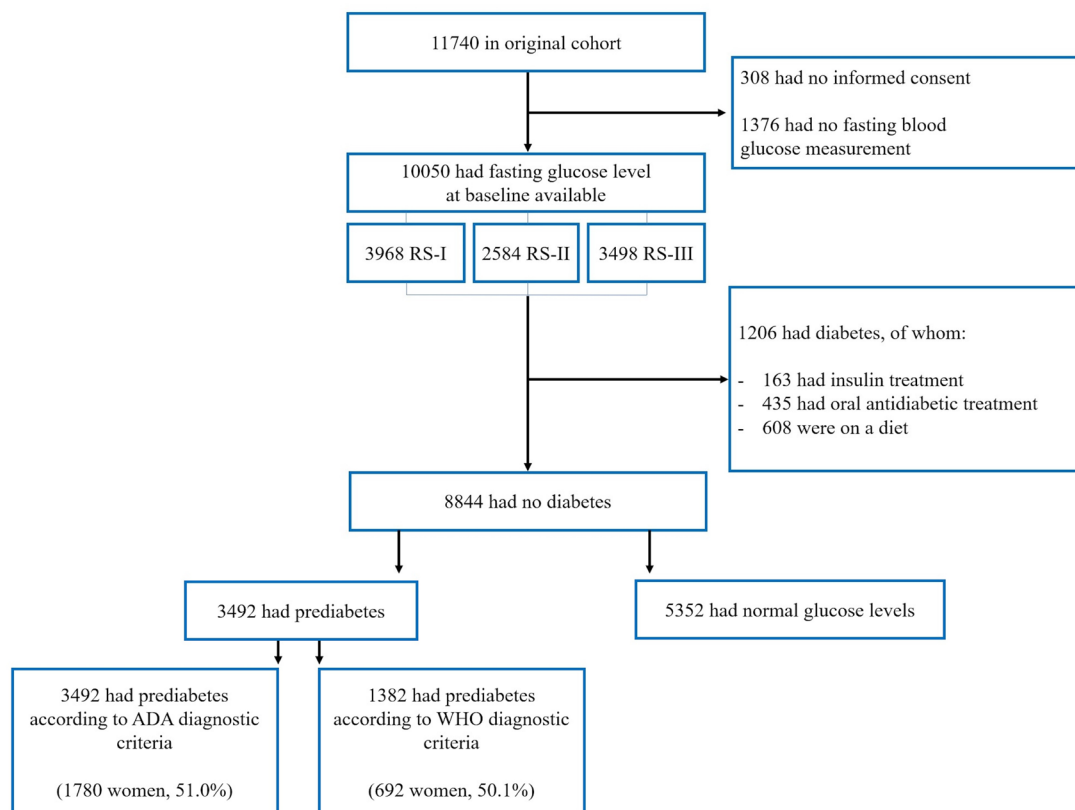 11740 in original cohort
308 had no informed consent
1376 had no fasting blood
glucose measurement
10050 had fasting glucose level
at baseline available
3968 RS-I
2584 RS-II
3498 RS-III
1206 had diabetes, of whom:
- 163 had insulin treatment
- 435 had oral antidiabetic treatment
- 608 were on a diet
8844 had no diabetes
3492 had prediabetes
5352 had normal glucose levels
3492 had prediabetes
according to ADA diagnostic
criteria
(1780 women, 51.0%)
1382 had prediabetes
according to WHO diagnostic
criteria
(692 women, 50.1%)